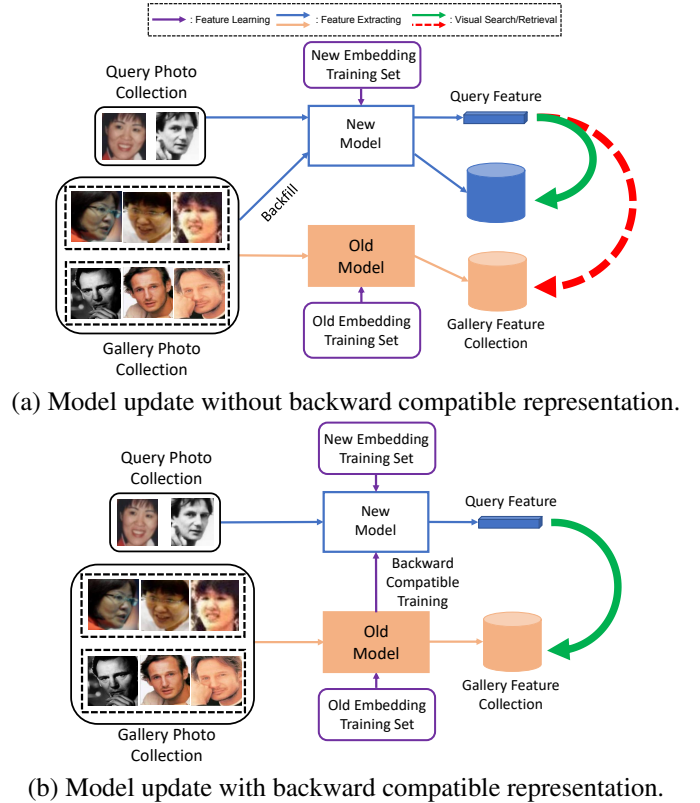 : Feature Learning : Feature Extracting : Visual Search/Retrieval
Query Photo
Collection
New Embedding
Training Set
New
Model
Query Feature
Backfill
Old
Model
Old Embedding
Training Set
Gallery Feature
Collection
Gallery Photo
Collection
(a) Model update without backward compatible representation.
Query Photo
Collection
New Embedding
Training Set
New
Model
Query Feature
Backward
Compatible
Training
Old
Model
Old Embedding
Training Set
Gallery Feature
Collection
Gallery Photo
Collection
(b) Model update with backward compatible representation.